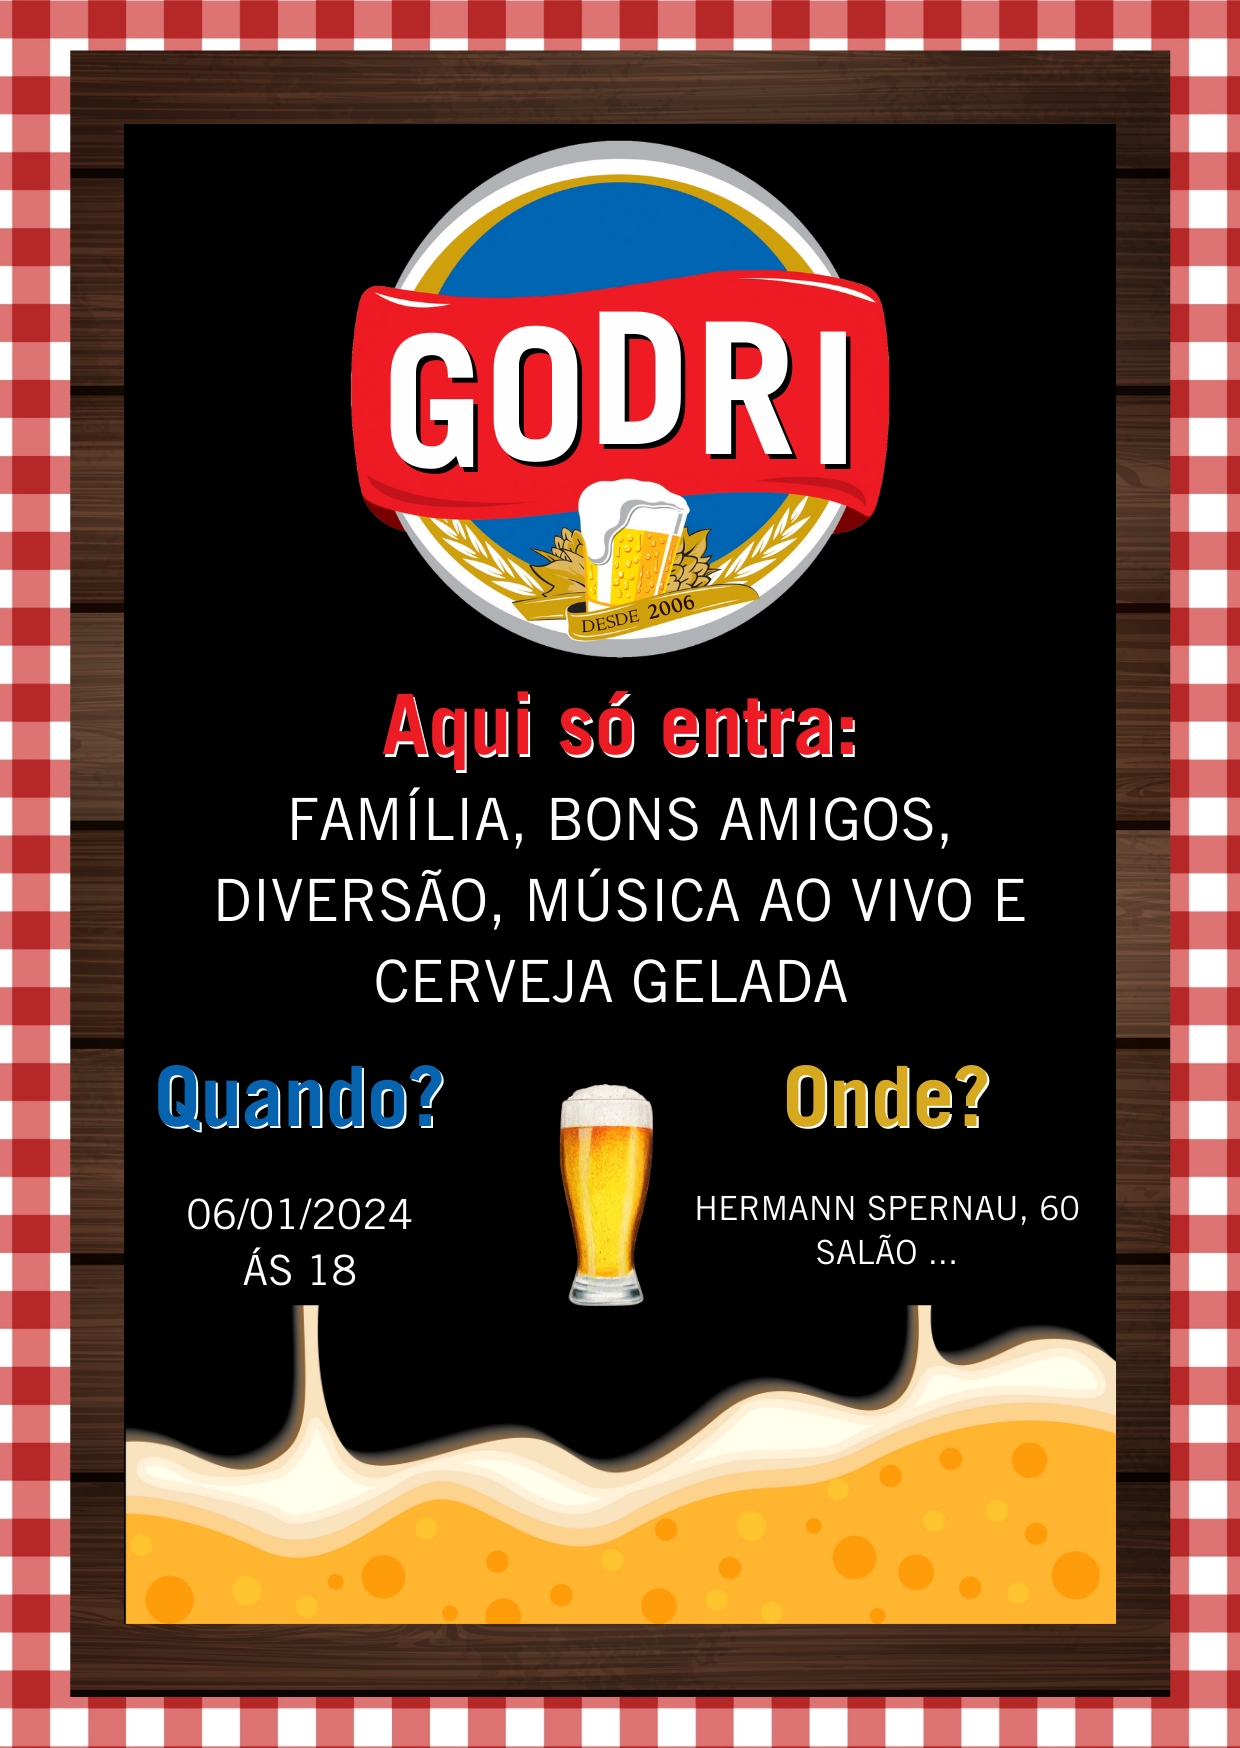 GODRI
DESDE 2006
Aqui só entra:
FAMÍLIA, BONS AMIGOS,
DIVERSÃO, MÚSICA AO VIVO E
CERVEJA GELADA
Quando?
06/01/2024
ÁS 18
Onde?
HERMANN SPERNAU, 60
SALÃO ...